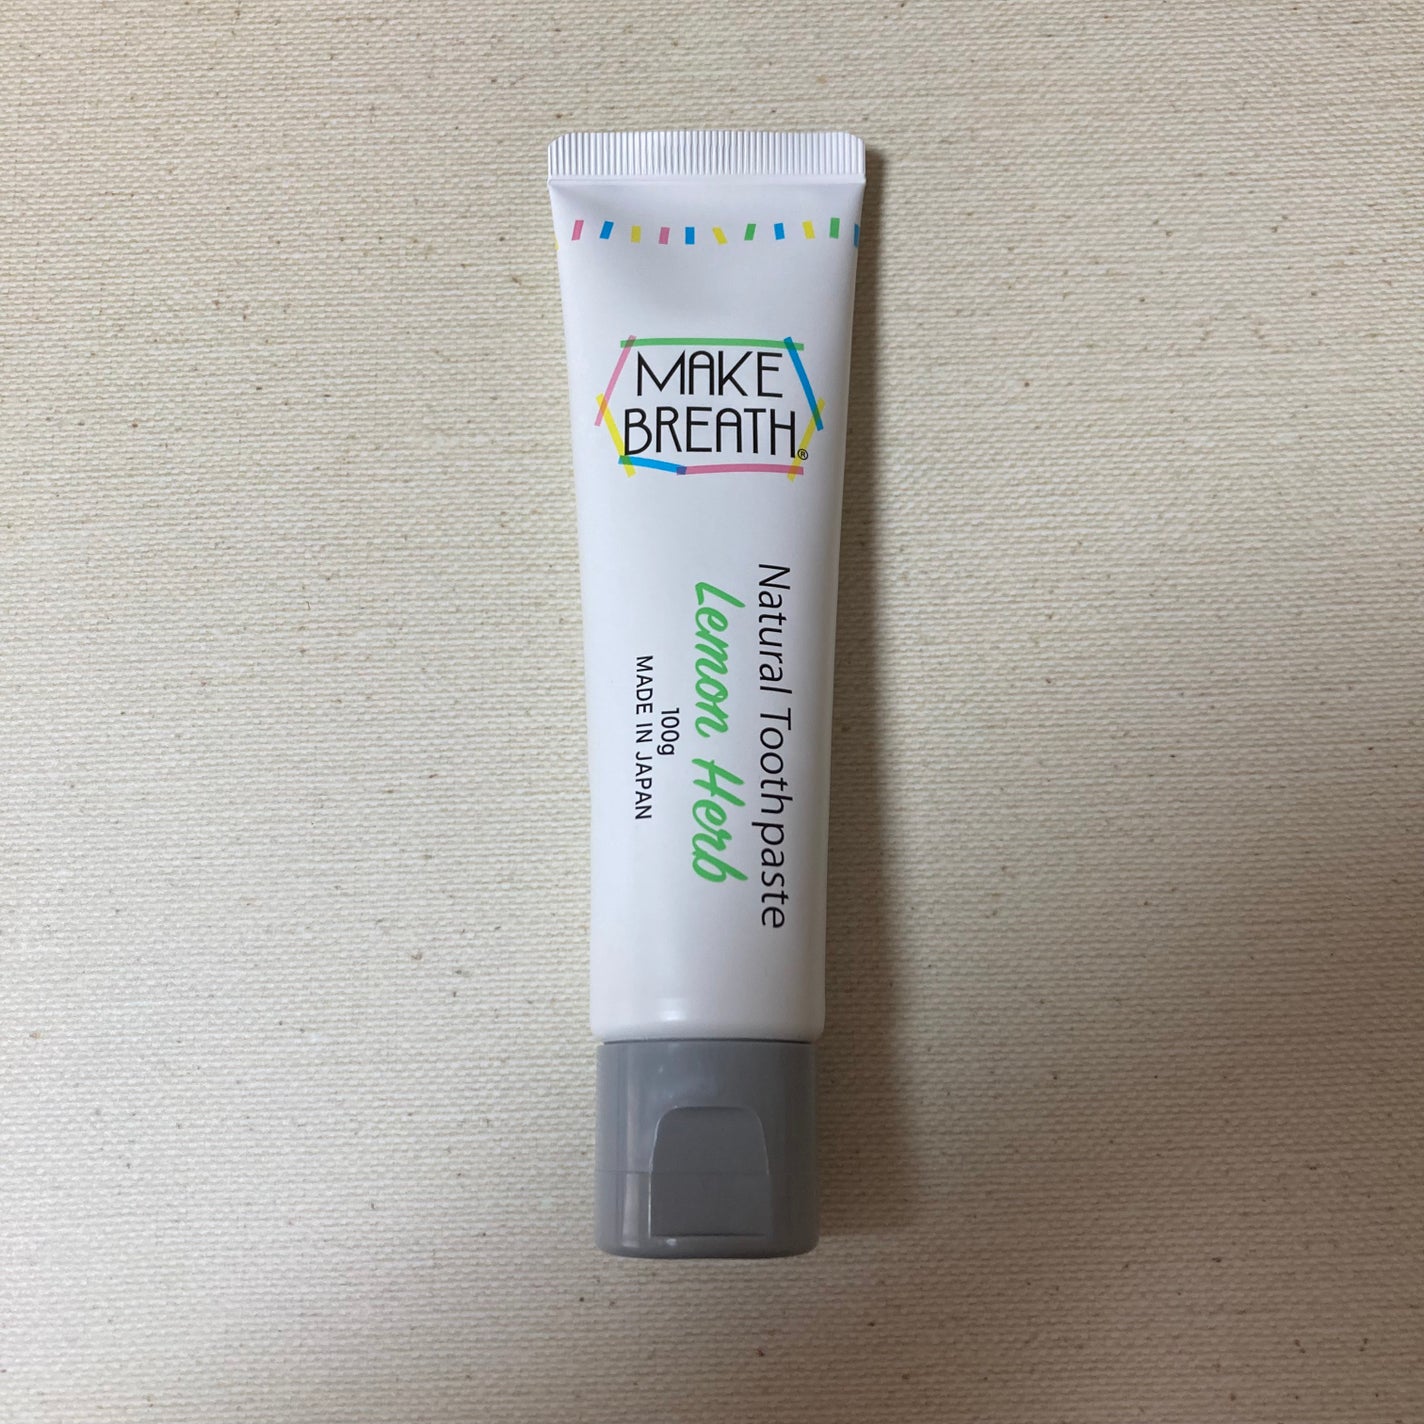 MAKE
BREATH®
Natural Toothpaste
Lemon Herb
100g
MADE IN JAPAN